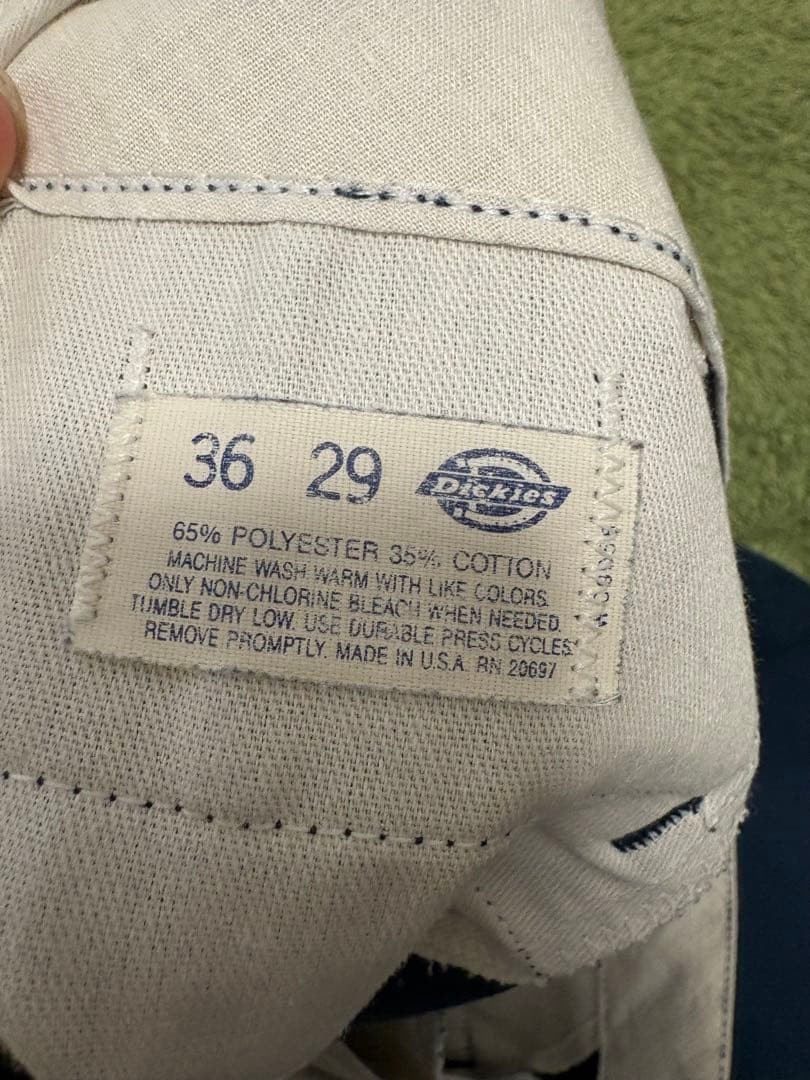 36 29 Dickies
65% POLYESTER 35% COTTON
MACHINE WASH WARM WITH LIKE COLORS.
ONLY NON-CHLORINE BLEACH WHEN NEEDED.
TUMBLE DRY LOW. USE DURABLE PRESS CYCLES.
REMOVE PROMPTLY. MADE IN U.S.A. RN 20697